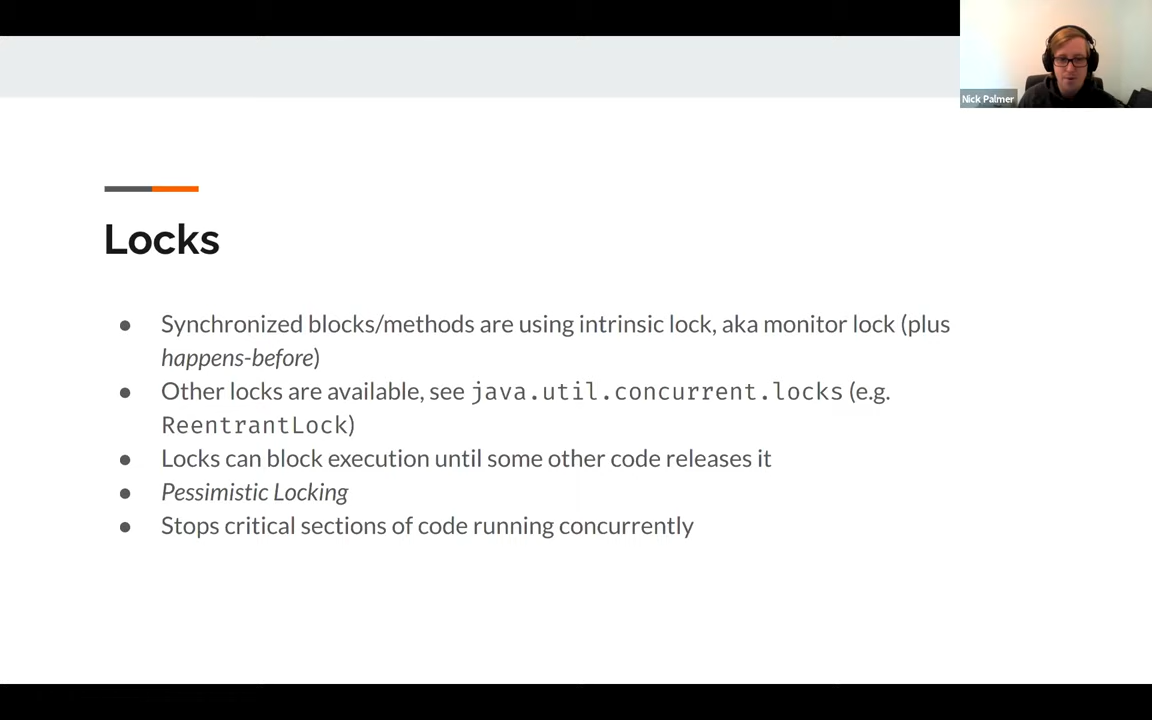 Nick Palmer
Locks
● Synchronized blocks/methods are using intrinsic lock, aka monitor lock (plus
happens-before)
● Other locks are available, see java.util.concurrent.locks (e.g.
ReentrantLock)
● Locks can block execution until some other code releases it
● Pessimistic Locking
● Stops critical sections of code running concurrently